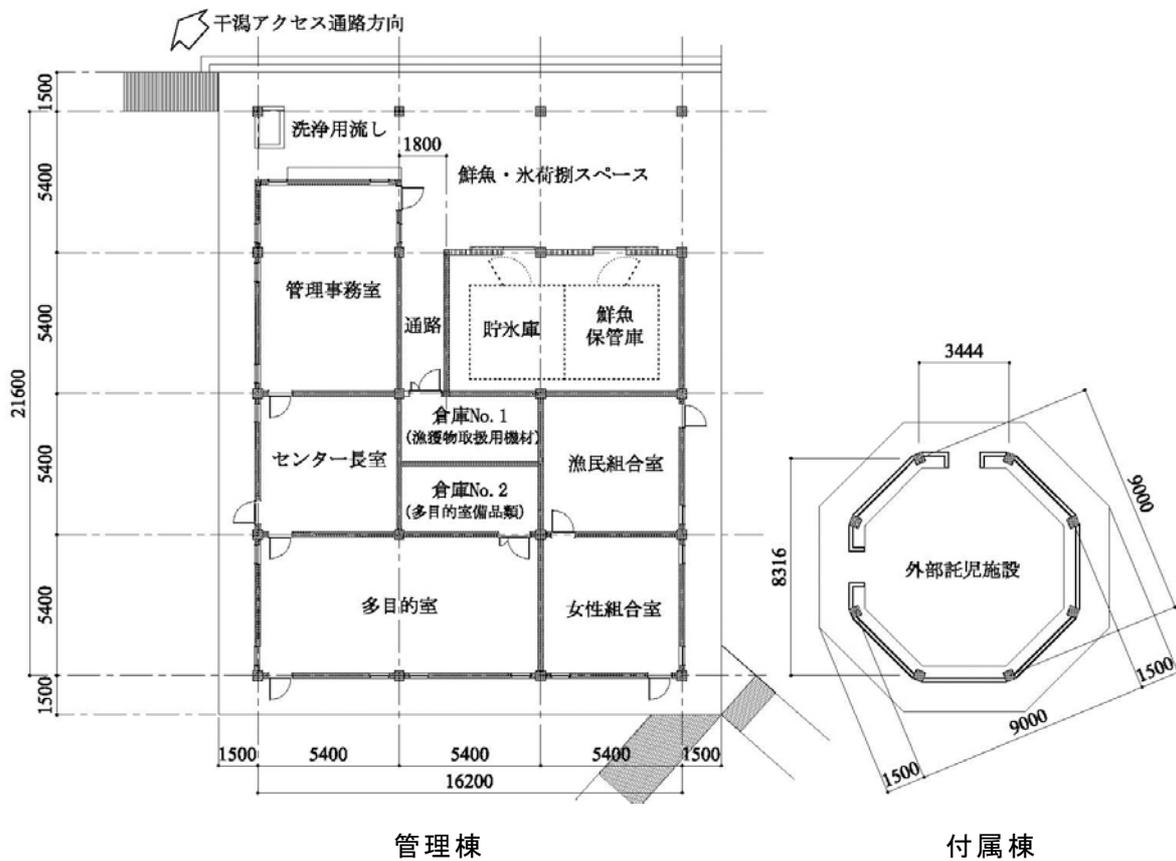 干潟アクセス通路方向
1500
洗浄用流し
1800
鮮魚・氷荷捌スペース
5400
管理事務室
通路
貯氷庫
鮮魚
保管庫
5400
21600
倉庫No.1
(漁獲物取扱用機材)
センター長室
漁民組合室
5400
倉庫No.2
(多目的室備品類)
多目的室
女性組合室
5400
1500
1500
5400
5400
5400
1500
16200
3444
9000
8316
外部託児施設
1500
9000
1500
管理棟
付属棟